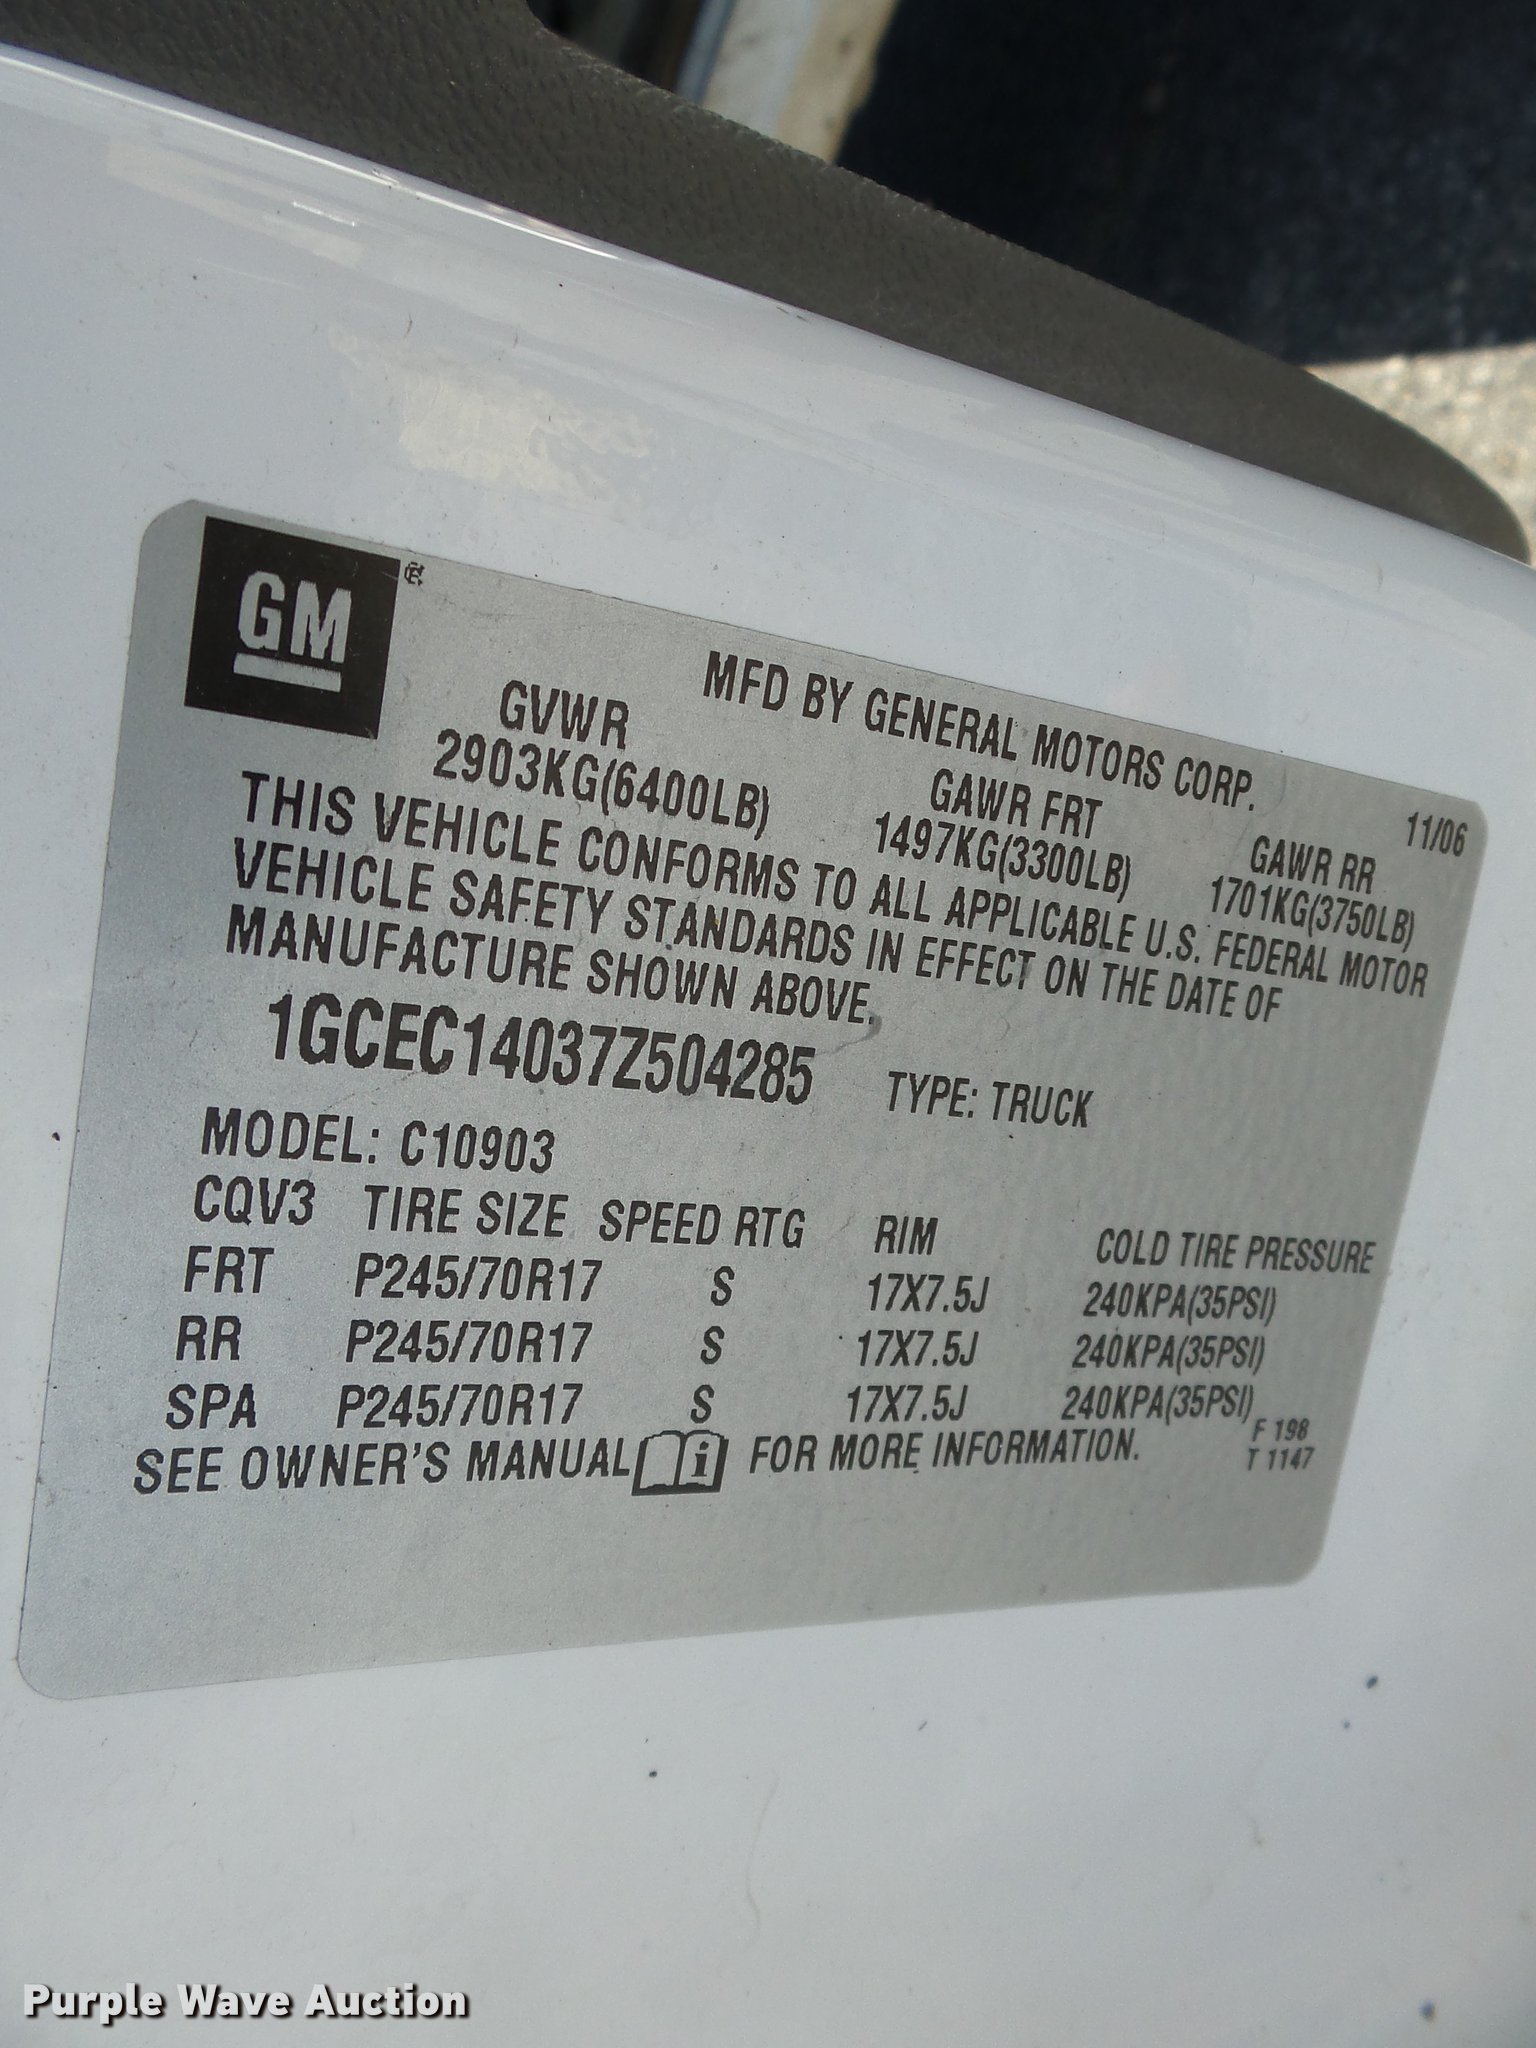 GM
MFD BY GENERAL MOTORS CORP.
11/06
GVWR GAWR FRT GAWR RR
2903KG(6400LB) 1497KG(3300LB) 1701KG(3750LB)
THIS VEHICLE CONFORMS TO ALL APPLICABLE U.S. FEDERAL MOTOR
VEHICLE SAFETY STANDARDS IN EFFECT ON THE DATE OF
MANUFACTURE SHOWN ABOVE.
1GCEC14037Z504285 TYPE: TRUCK
MODEL: C10903
CQV3 TIRE SIZE SPEED RTG RIM COLD TIRE PRESSURE
FRT P245/70R17 S 17X7.5J 240KPA(35PSI)
RR P245/70R17 S 17X7.5J 240KPA(35PSI)
SPA P245/70R17 S 17X7.5J 240KPA(35PSI)
SEE OWNER'S MANUAL i FOR MORE INFORMATION.
F 198
T 1147
Purple Wave Auction